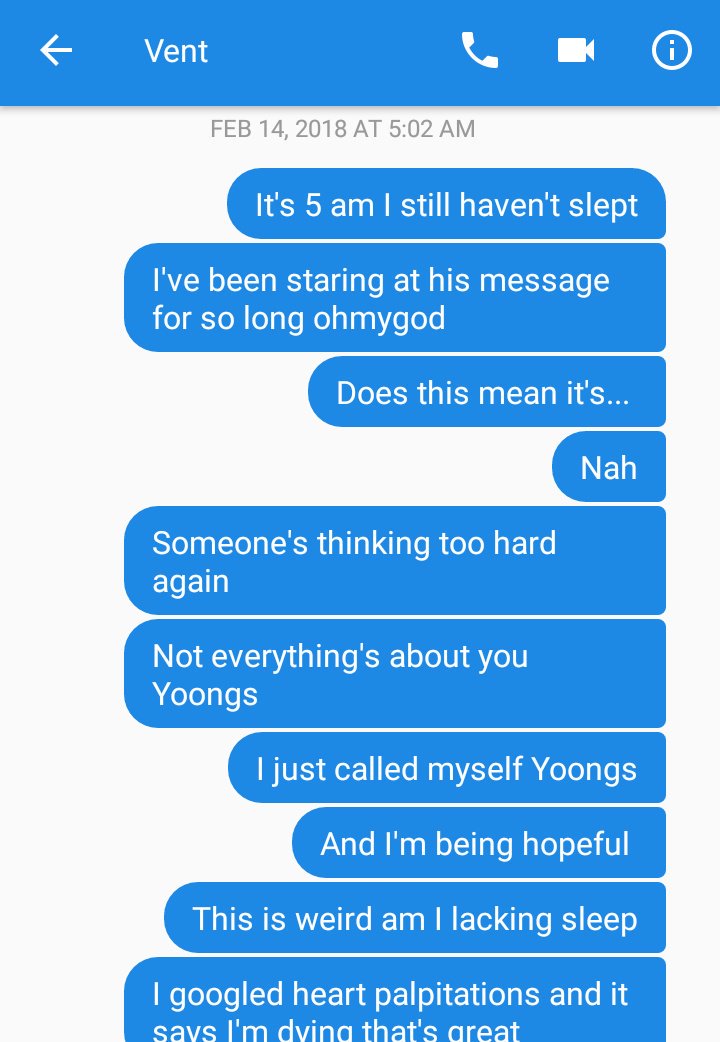 Vent
FEB 14, 2018 AT 5:02 AM
It's 5 am I still haven't slept
I've been staring at his message
for so long ohmygod
Does this mean it's...
Nah
Someone's thinking too hard
again
Not everything's about you
Yoongs
I just called myself Yoongs
And I'm being hopeful
This is weird am I lacking sleep
I googled heart palpitations and it
says I'm dying that's great